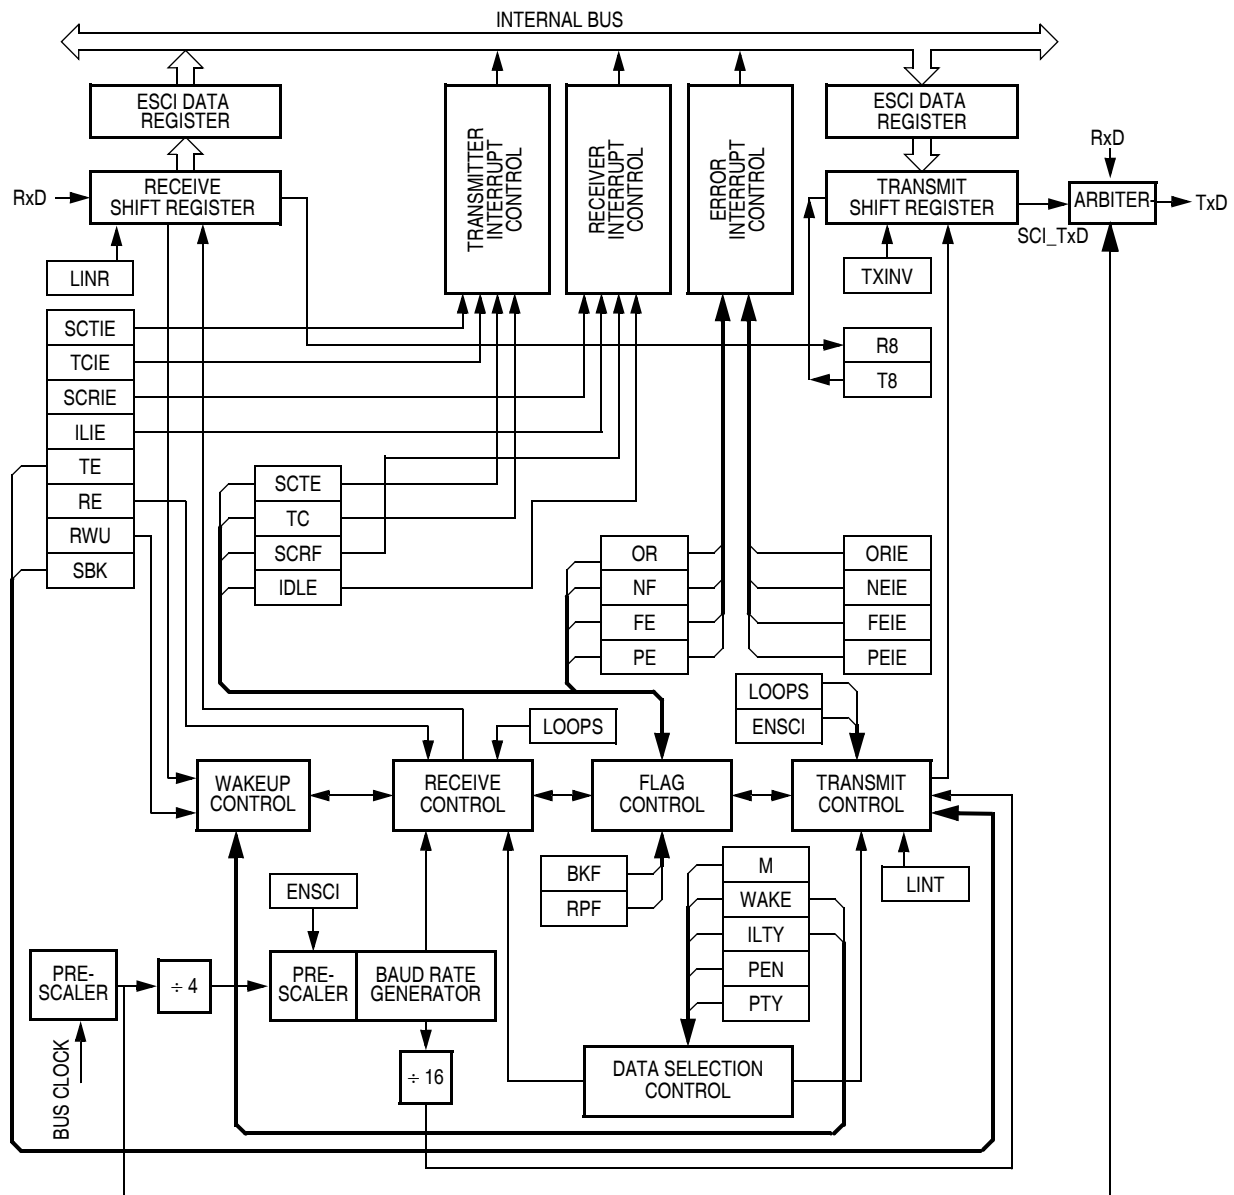 INTERNAL BUS
ESCI DATA
REGISTER
RxD
RECEIVE
SHIFT REGISTER
LINR
TRANSMITTER
INTERRUPT
CONTROL
RECEIVER
INTERRUPT
CONTROL
ERROR
INTERRUPT
CONTROL
ESCI DATA
REGISTER
TRANSMIT
SHIFT REGISTER
RxD
ARBITER
TxD
SCI_TxD
TXINV
R8
T8
SCTIE
TCIE
SCRIE
ILIE
TE
RE
RWU
SBK
SCTE
TC
SCRF
IDLE
OR
NF
FE
PE
ORIE
NEIE
FEIE
PEIE
LOOPS
LOOPS
ENSCI
WAKEUP
CONTROL
RECEIVE
CONTROL
FLAG
CONTROL
TRANSMIT
CONTROL
BKF
RPF
M
WAKE
ILTY
PEN
PTY
LINT
ENSCI
PRE-
SCALER
÷ 4
PRE-
SCALER
BAUD RATE
GENERATOR
÷ 16
BUS CLOCK
DATA SELECTION
CONTROL